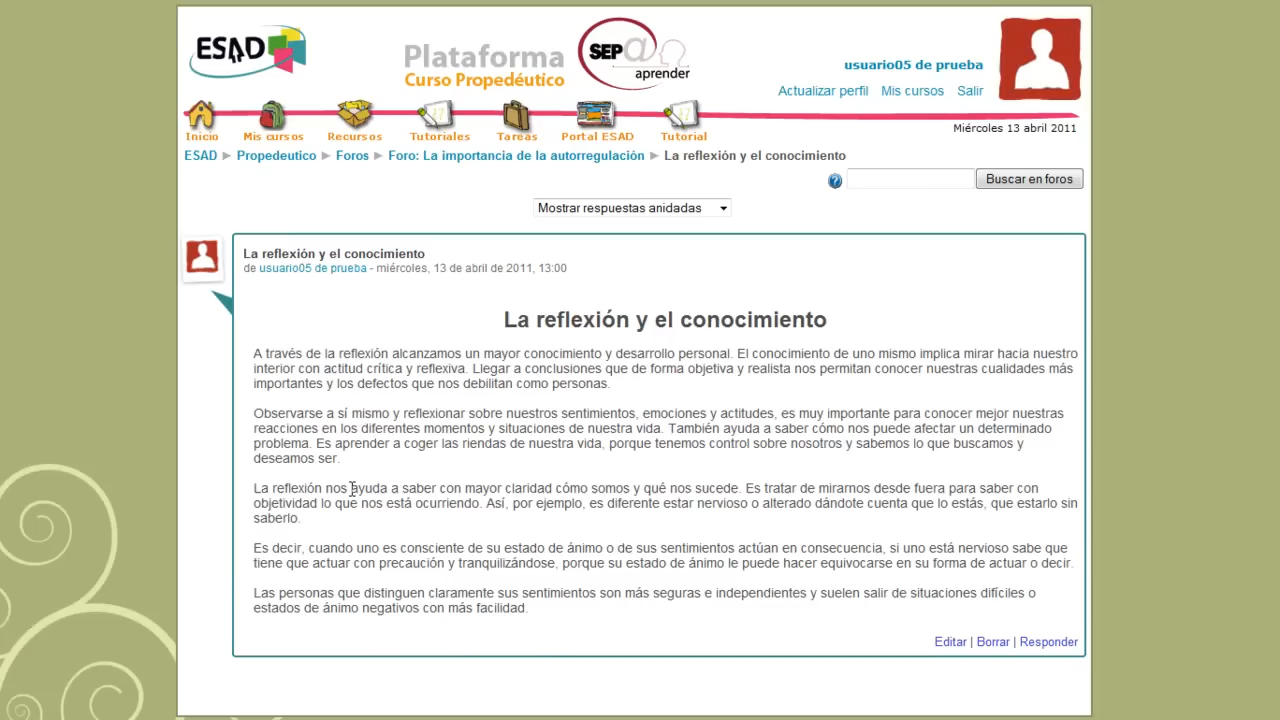 ESAD
Plataforma
Curso Propedéutico
SEP@
aprender
usuario05 de prueba
Actualizar perfil Mis cursos Salir
Inicio Mis cursos Recursos Tutoriales Tareas Portal ESAD Tutorial
Miércoles 13 abril 2011
ESAD ► Propedeutico ► Foros ► Foro: La importancia de la autorregulación ► La reflexión y el conocimiento
? Buscar en foros
Mostrar respuestas anidadas
La reflexión y el conocimiento
de usuario05 de prueba - miércoles, 13 de abril de 2011, 13:00
La reflexión y el conocimiento
A través de la reflexión alcanzamos un mayor conocimiento y desarrollo personal. El conocimiento de uno mismo implica mirar hacia nuestro
interior con actitud crítica y reflexiva. Llegar a conclusiones que de forma objetiva y realista nos permitan conocer nuestras cualidades más
importantes y los defectos que nos debilitan como personas.
Observarse a sí mismo y reflexionar sobre nuestros sentimientos, emociones y actitudes, es muy importante para conocer mejor nuestras
reacciones en los diferentes momentos y situaciones de nuestra vida. También ayuda a saber cómo nos puede afectar un determinado
problema. Es aprender a coger las riendas de nuestra vida, porque tenemos control sobre nosotros y sabemos lo que buscamos y
deseamos ser.
La reflexión nos ayuda a saber con mayor claridad cómo somos y qué nos sucede. Es tratar de mirarnos desde fuera para saber con
objetividad lo que nos está ocurriendo. Así, por ejemplo, es diferente estar nervioso o alterado dándote cuenta que lo estás, que estarlo sin
saberlo.
Es decir, cuando uno es consciente de su estado de ánimo o de sus sentimientos actúan en consecuencia, si uno está nervioso sabe que
tiene que actuar con precaución y tranquilizándose, porque su estado de ánimo le puede hacer equivocarse en su forma de actuar o decir.
Las personas que distinguen claramente sus sentimientos son más seguras e independientes y suelen salir de situaciones difíciles o
estados de ánimo negativos con más facilidad.
Editar | Borrar | Responder